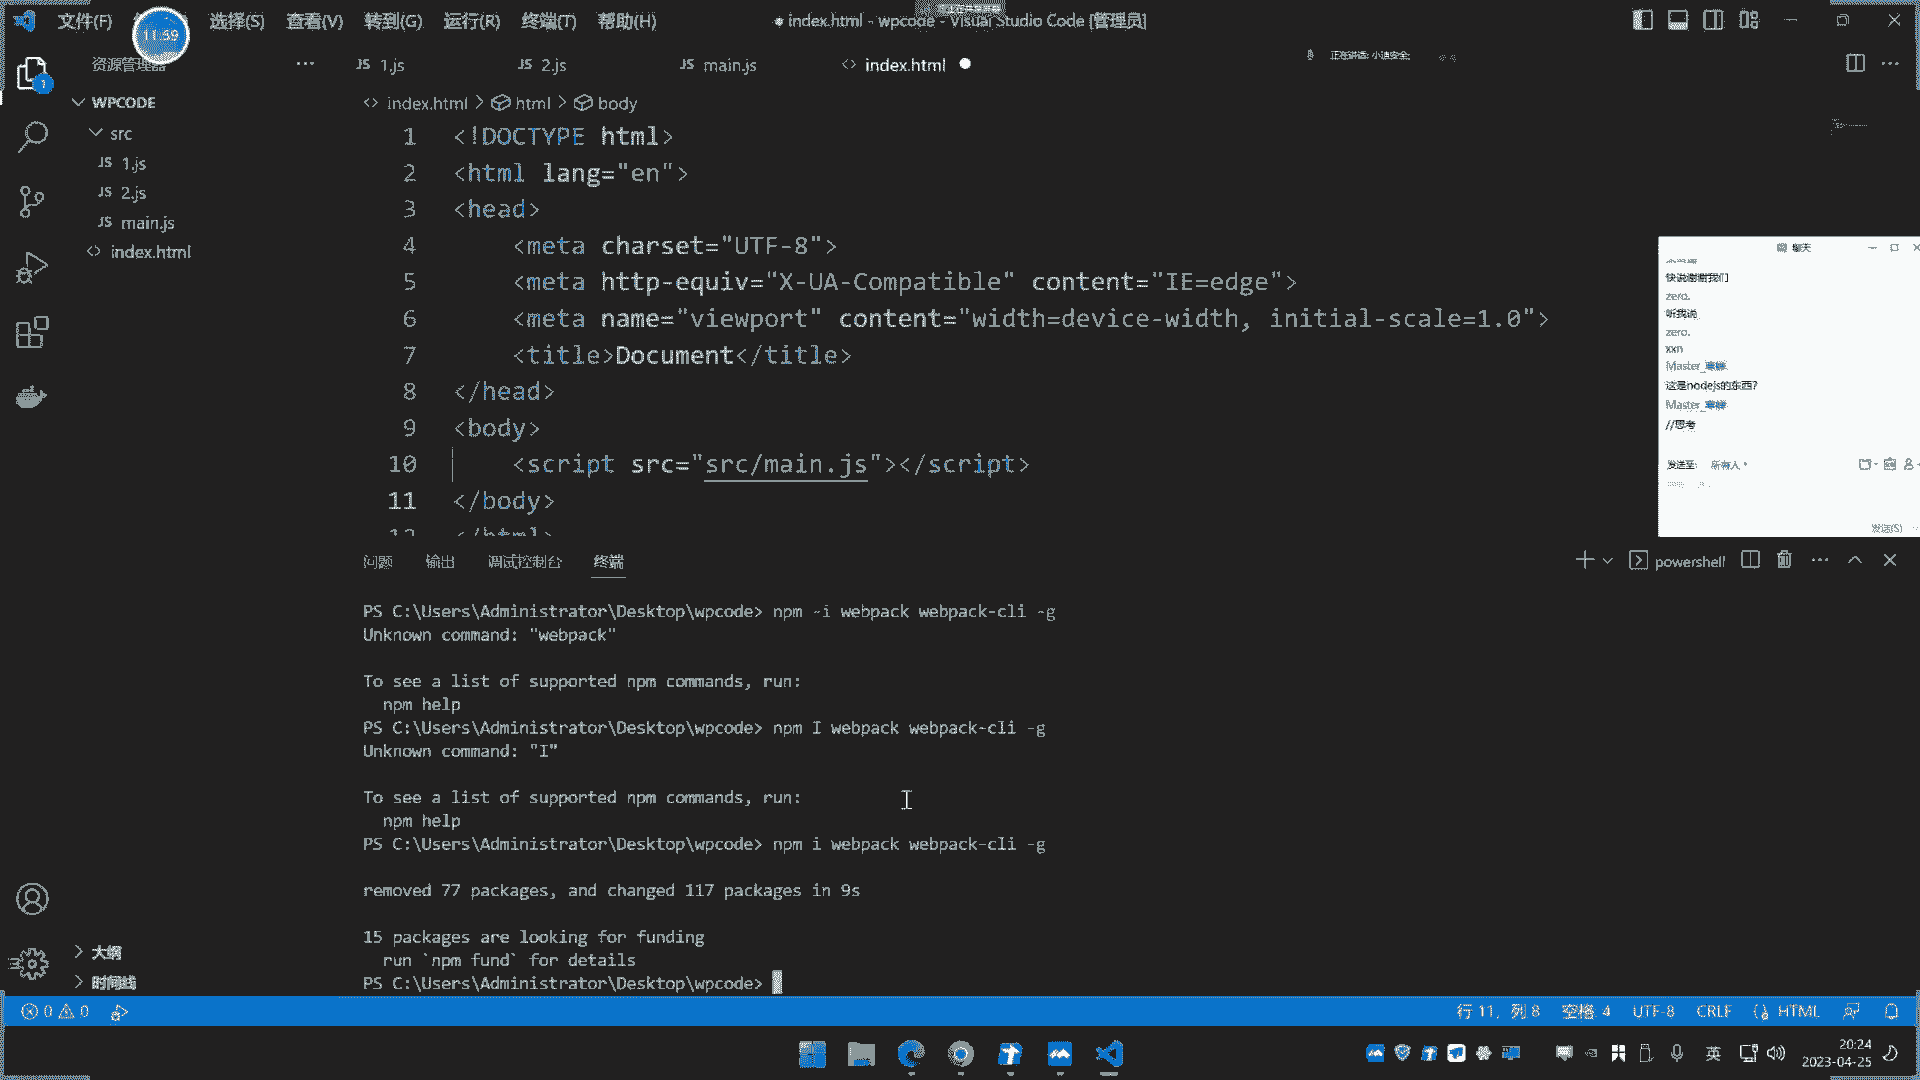 文件(F)
选择(S)
查看(V)
转到(G)
运行(R)
终端(T)
帮助(H)
● index.html - wpcode - Visual Studio Code [管理员]
11:59
资源管理器
JS 1.js
JS 2.js
JS main.js
<> index.html
正在讲话: 小迪安全;
1
WPCODE
src
JS 1.js
JS 2.js
JS main.js
<> index.html
<> index.html > html > body
1 <!DOCTYPE html>
2 <html lang="en">
3 <head>
4 <meta charset="UTF-8">
5 <meta http-equiv="X-UA-Compatible" content="IE=edge">
6 <meta name="viewport" content="width=device-width, initial-scale=1.0">
7 <title>Document</title>
8 </head>
9 <body>
10 <script src="src/main.js"></script>
11 </body>
12 </html>
聊天
快说谢谢我们
zero.
听我说
zero.
xxn
Master
这是nodejs的东西?
Master
//思考
发送至: 所有人
发送(S)
问题
输出
调试控制台
终端
powershell
PS C:\Users\Administrator\Desktop\wpcode> npm -i webpack webpack-cli -g
Unknown command: "webpack"
To see a list of supported npm commands, run:
npm help
PS C:\Users\Administrator\Desktop\wpcode> npm I webpack webpack-cli -g
Unknown command: "I"
To see a list of supported npm commands, run:
npm help
PS C:\Users\Administrator\Desktop\wpcode> npm i webpack webpack-cli -g
removed 77 packages, and changed 117 packages in 9s
15 packages are looking for funding
run `npm fund` for details
PS C:\Users\Administrator\Desktop\wpcode>
大纲
时间线
0 0
行 11, 列 8
空格: 4
UTF-8
CRLF
HTML
英
20:24
2023-04-25